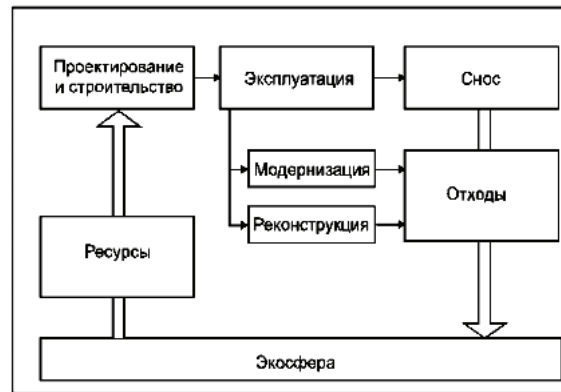 Проектирование
и строительство
Эксплуатация
Снос
Модернизация
Отходы
Реконструкция
Ресурсы
Экосфера